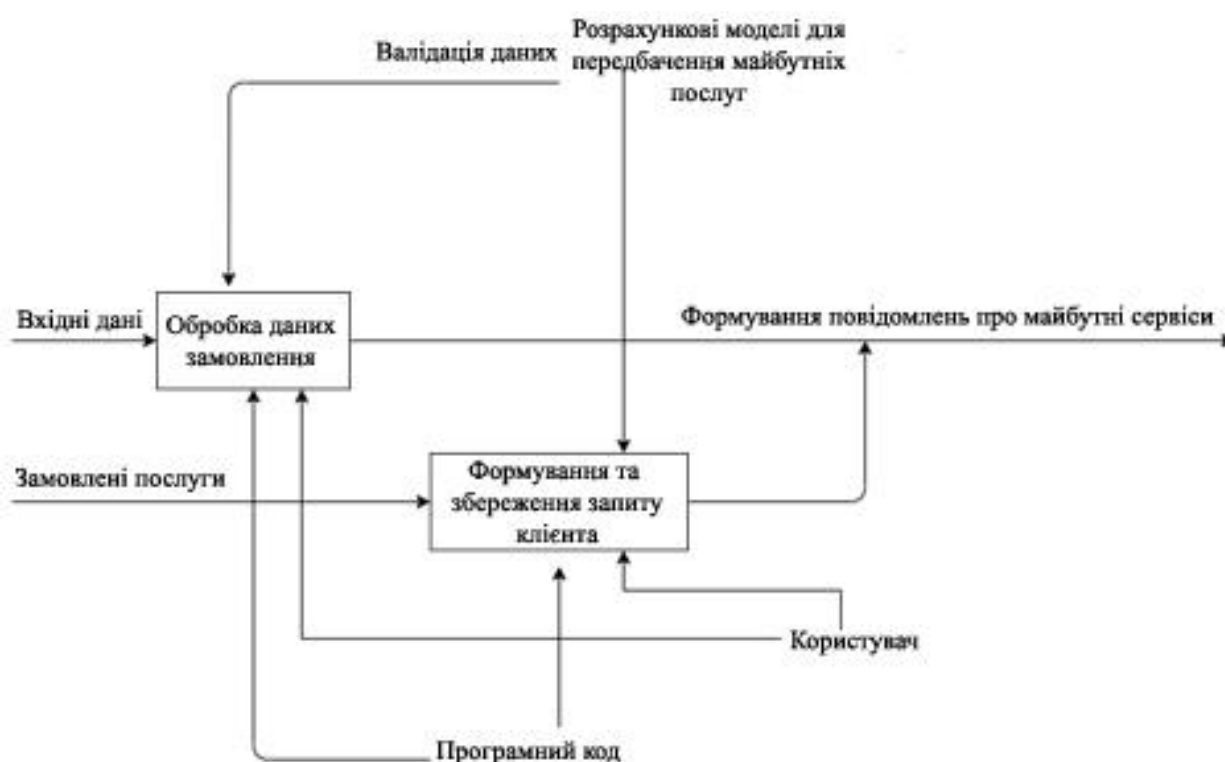 Валідація даних
Розрахункові моделі для
передбачення майбутніх
послуг
Вхідні дані
Обробка даних
замовлення
Формування повідомлень про майбутні сервіси
Замовлені послуги
Формування та
збереження запиту
клієнта
Користувач
Програмний код